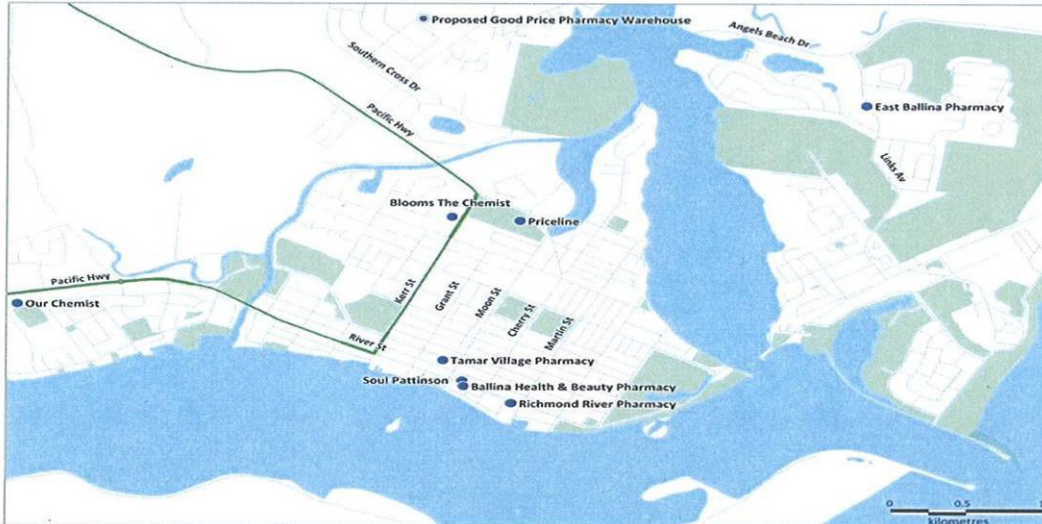 Proposed Good Price Pharmacy Warehouse
Angels Beach Dr
Southern Cross Dr
Pacific Hwy
East Ballina Pharmacy
Links Av
Blooms The Chemist
Priceline
Pacific Hwy
Our Chemist
Kerr St
Grant St
Moon St
Cherry St
Martin St
River St
Tamar Village Pharmacy
Soul Pattinson
Ballina Health & Beauty Pharmacy
Richmond River Pharmacy
0 0.5 1
kilometres